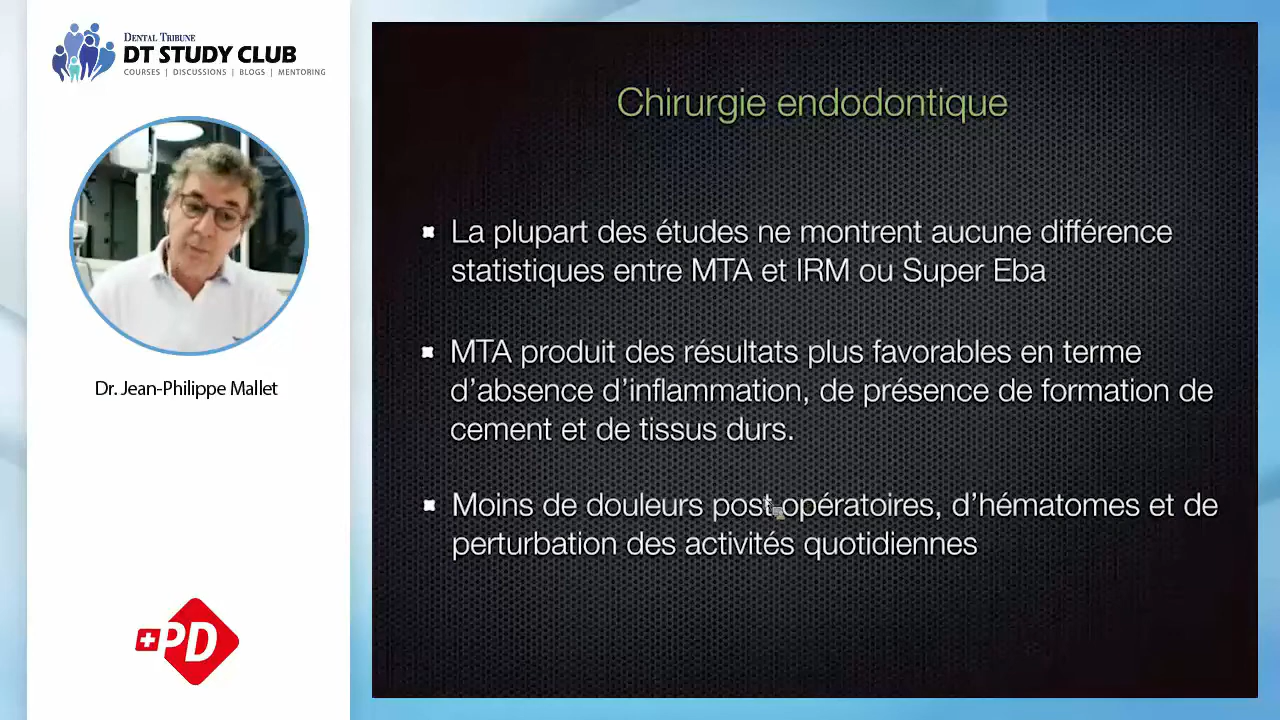 DENTAL TRIBUNE
DT STUDY CLUB
COURSES | DISCUSSIONS | BLOGS | MENTORING
Dr. Jean-Philippe Mallet
+PD
Chirurgie endodontique
La plupart des études ne montrent aucune différence
statistiques entre MTA et IRM ou Super Eba
MTA produit des résultats plus favorables en terme
d'absence d'inflammation, de présence de formation de
cement et de tissus durs.
Moins de douleurs post opératoires, d'hématomes et de
perturbation des activités quotidiennes